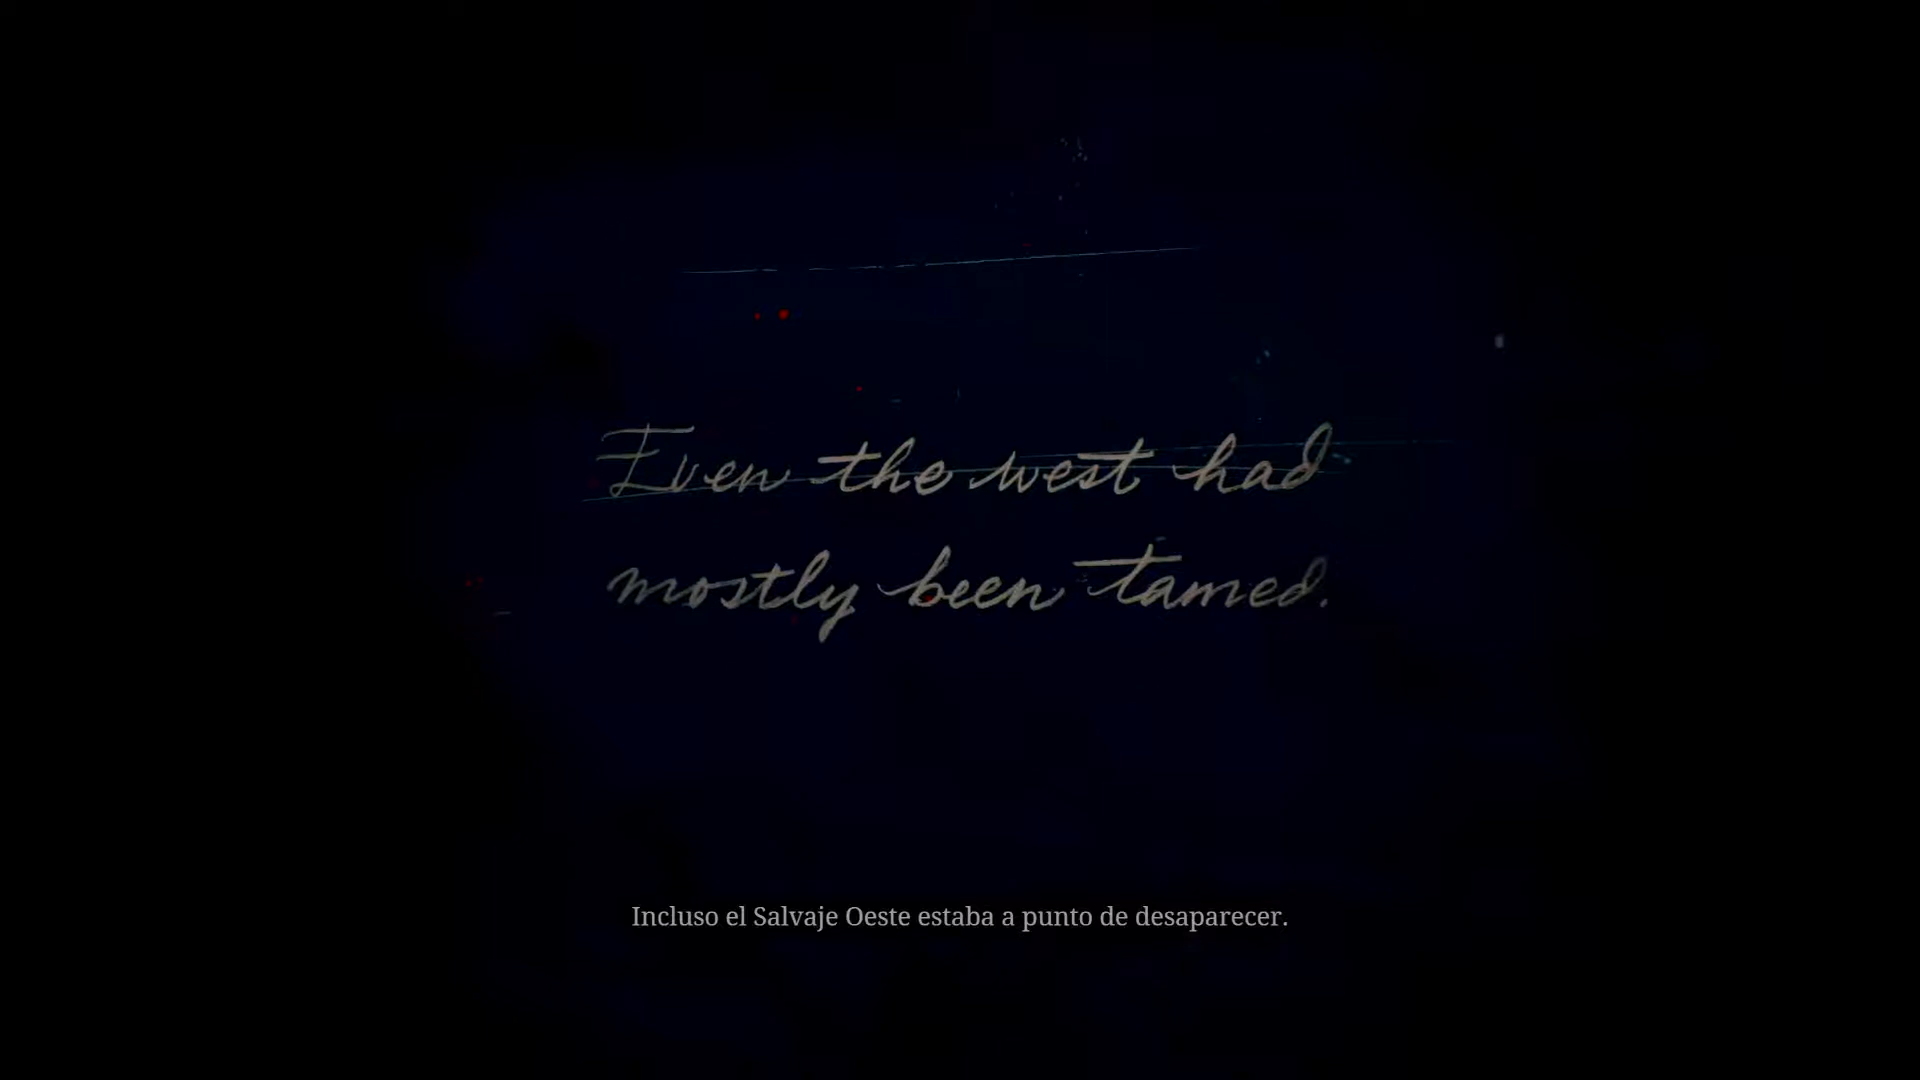 Even the west had
mostly been tamed.
Incluso el Salvaje Oeste estaba a punto de desaparecer.